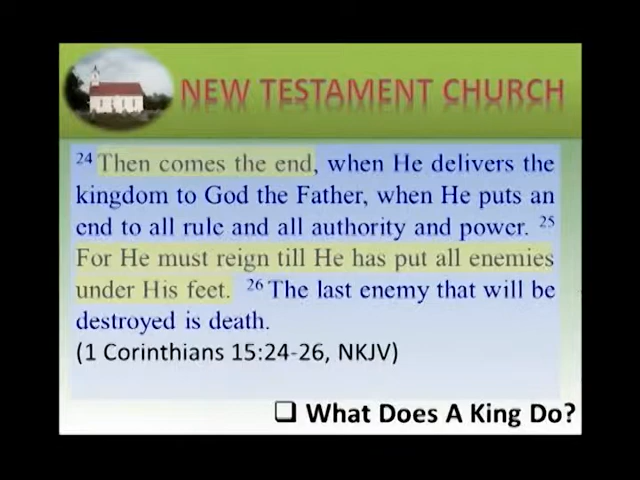 NEW TESTAMENT CHURCH
24 Then comes the end, when He delivers the
kingdom to God the Father, when He puts an
end to all rule and all authority and power. 25
For He must reign till He has put all enemies
under His feet. 26 The last enemy that will be
destroyed is death.
(1 Corinthians 15:24-26, NKJV)
❑ What Does A King Do?